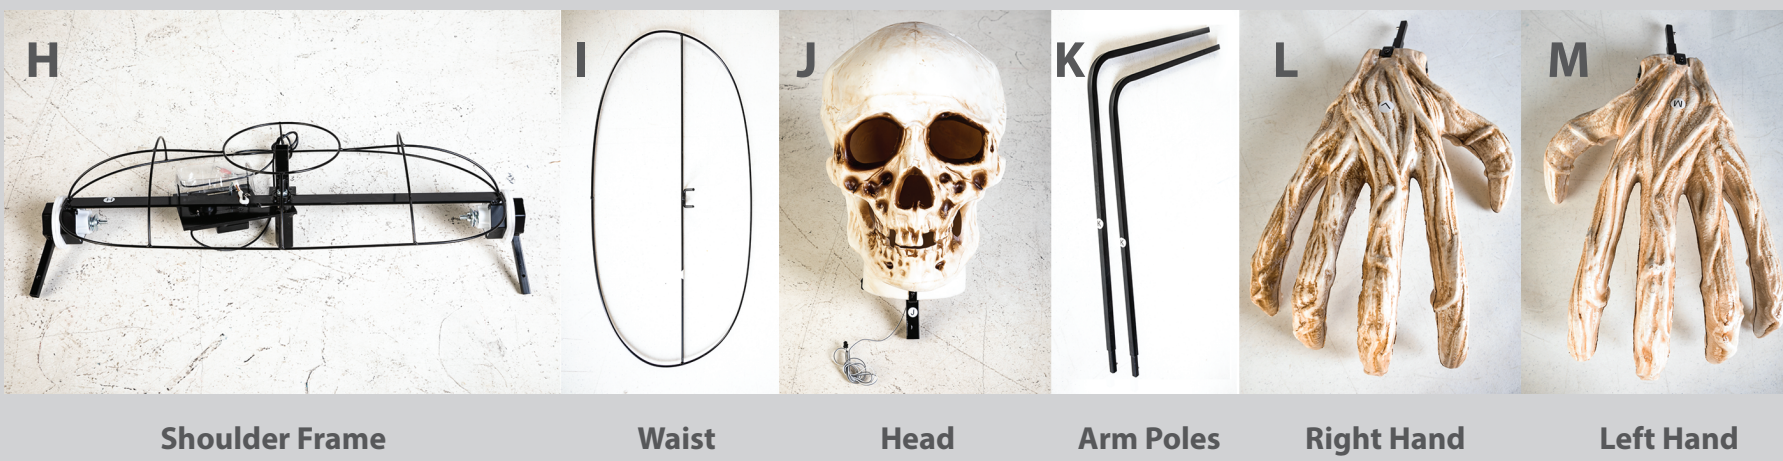 H
I
J
K
L
M
H
K
K
J
L
M
Shoulder Frame
Waist
Head
Arm Poles
Right Hand
Left Hand